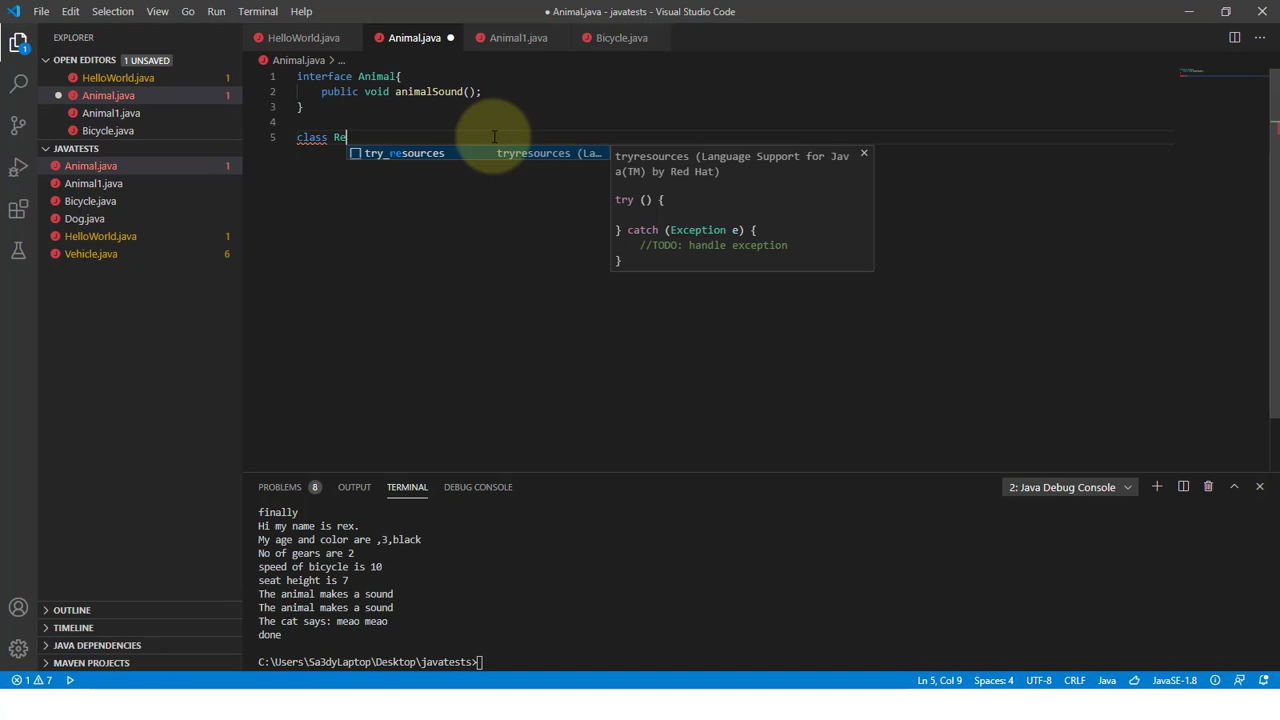 File Edit Selection View Go Run Terminal Help
● Animal.java - javatests - Visual Studio Code
EXPLORER
OPEN EDITORS 1 UNSAVED
HelloWorld.java 1
Animal.java 1
Animal1.java
Bicycle.java
JAVATESTS
Animal.java 1
Animal1.java
Bicycle.java
Dog.java
HelloWorld.java 1
Vehicle.java 6
OUTLINE
TIMELINE
JAVA DEPENDENCIES
MAVEN PROJECTS
1
HelloWorld.java Animal.java Animal1.java Bicycle.java
Animal.java > ...
1 interface Animal{
2 public void animalSound();
3 }
4
5 class Re
try_resources tryresources (La…
tryresources (Language Support for Jav
a(TM) by Red Hat)
try () {
} catch (Exception e) {
//TODO: handle exception
}
PROBLEMS 8 OUTPUT TERMINAL DEBUG CONSOLE
2: Java Debug Console
finally
Hi my name is rex.
My age and color are ,3,black
No of gears are 2
speed of bicycle is 10
seat height is 7
The animal makes a sound
The animal makes a sound
The cat says: meao meao
done
C:\Users\Sa3dyLaptop\Desktop\javatests>
1 7
Ln 5, Col 9 Spaces: 4 UTF-8 CRLF Java JavaSE-1.8